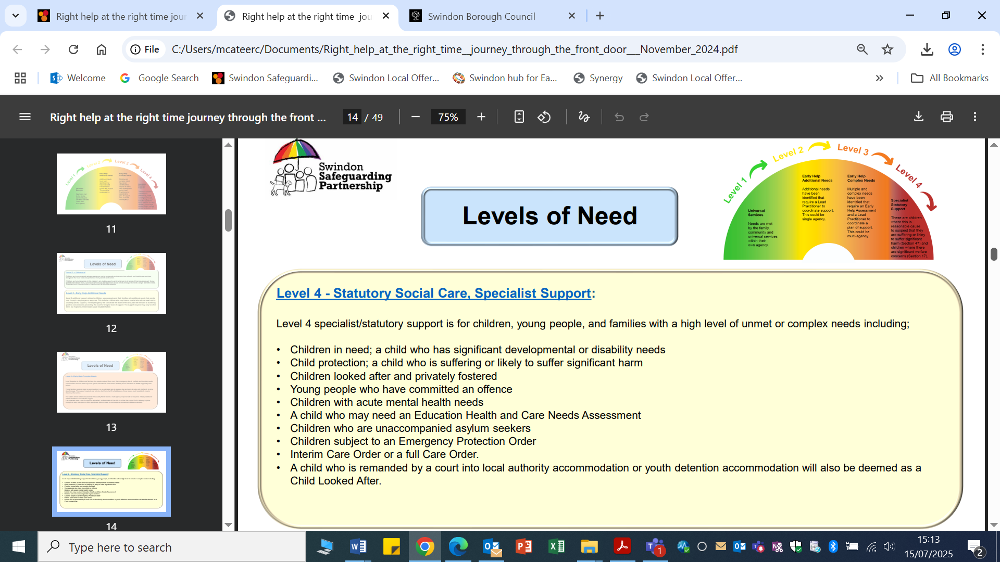 Right help at the right time jour
Right help at the right time jou
Swindon Borough Council
File
C:/Users/mcateerc/Documents/Right_help_at_the_right_time__journey_through_the_front_door___November_2024.pdf
Welcome
Google Search
Swindon Safeguardi...
Swindon Local Offer...
Swindon hub for Ea...
Synergy
Swindon Local Offer...
All Bookmarks
Right help at the right time journey through the front ...
14 / 49
75%
11
Levels of Need
12
Levels of Need
13
Levels of Need
14
Swindon
Safeguarding
Partnership
Levels of Need
Level 1
Level 2
Level 3
Level 4
Universal
Services
Needs are met
by the family,
community and
universal services
within their
own agency.
Early Help
Additional Needs
Additional needs
have been
identified that
require a Lead
Practitioner to
coordinate support.
This could be
single agency.
Early Help
Complex Needs
Multiple and
complex needs
have been
identified that
require an Early
Help Assessment
and a Lead
Practitioner to
coordinate a
plan of support.
This could be
multi-agency.
Specialist
Statutory
Support
These are children
where this is
reasonable cause
to suspect that they
are suffering or likley
to suffer significant
harm (Section 47) and
children where there
are significant welfare
concerns (Section 17).
Level 4 - Statutory Social Care, Specialist Support:
Level 4 specialist/statutory support is for children, young people, and families with a high level of unmet or complex needs including;
• Children in need; a child who has significant developmental or disability needs
• Child protection; a child who is suffering or likely to suffer significant harm
• Children looked after and privately fostered
• Young people who have committed an offence
• Children with acute mental health needs
• A child who may need an Education Health and Care Needs Assessment
• Children who are unaccompanied asylum seekers
• Children subject to an Emergency Protection Order
• Interim Care Order or a full Care Order.
• A child who is remanded by a court into local authority accommodation or youth detention accommodation will also be deemed as a
Child Looked After.
Type here to search
1
15:13
15/07/2025
2